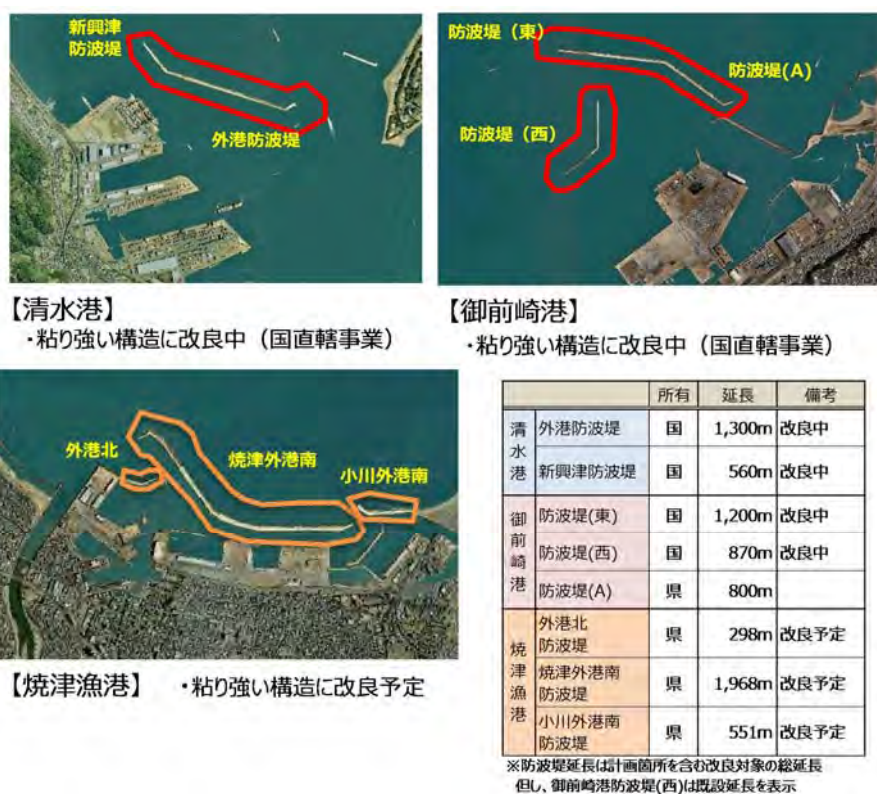 新興津
防波堤
外港防波堤
防波堤（東）
防波堤(A)
防波堤（西）
【清水港】
・粘り強い構造に改良中（国直轄事業）
【御前崎港】
・粘り強い構造に改良中（国直轄事業）
外港北
焼津外港南
小川外港南
【焼津漁港】 ・粘り強い構造に改良予定
所有 延長 備考
清水港
外港防波堤 国 1,300m 改良中
新興津防波堤 国 560m 改良中
御前崎港
防波堤(東) 国 1,200m 改良中
防波堤(西) 国 870m 改良中
防波堤(A) 県 800m
焼津漁港
外港北
防波堤 県 298m 改良予定
焼津外港南
防波堤 県 1,968m 改良予定
小川外港南
防波堤 県 551m 改良予定
※防波堤延長は計画箇所を含む改良対象の総延長
但し、御前崎港防波堤(西)は既設延長を表示